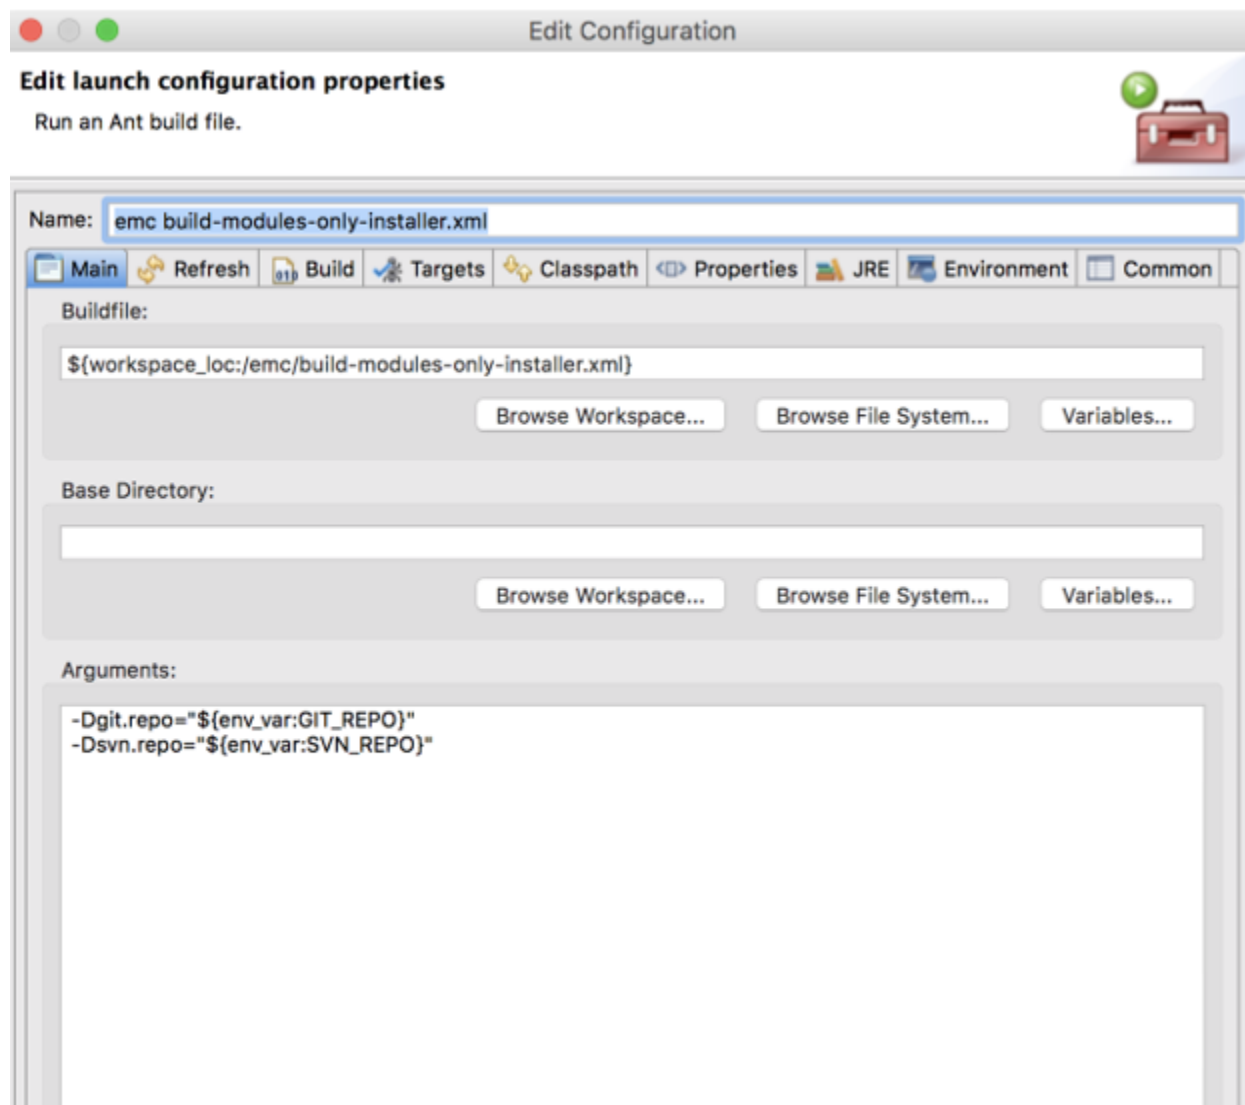 Edit Configuration
Edit launch configuration properties
Run an Ant build file.
Name: emc build-modules-only-installer.xml
Main Refresh 010 Build Targets Classpath Properties JRE Environment Common
Buildfile:
${workspace_loc:/emc/build-modules-only-installer.xml}
Browse Workspace... Browse File System... Variables...
Base Directory:
Browse Workspace... Browse File System... Variables...
Arguments:
-Dgit.repo="${env_var:GIT_REPO}"
-Dsvn.repo="${env_var:SVN_REPO}"